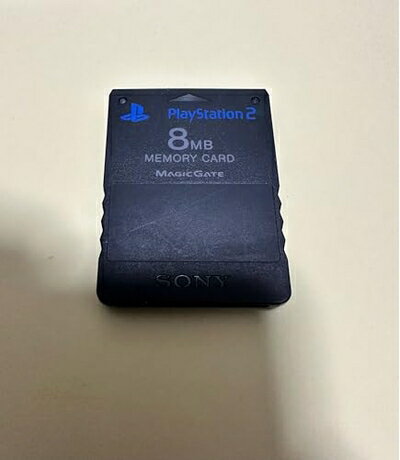 PlayStation 2
8MB
MEMORY CARD
MAGICGATE
SONY